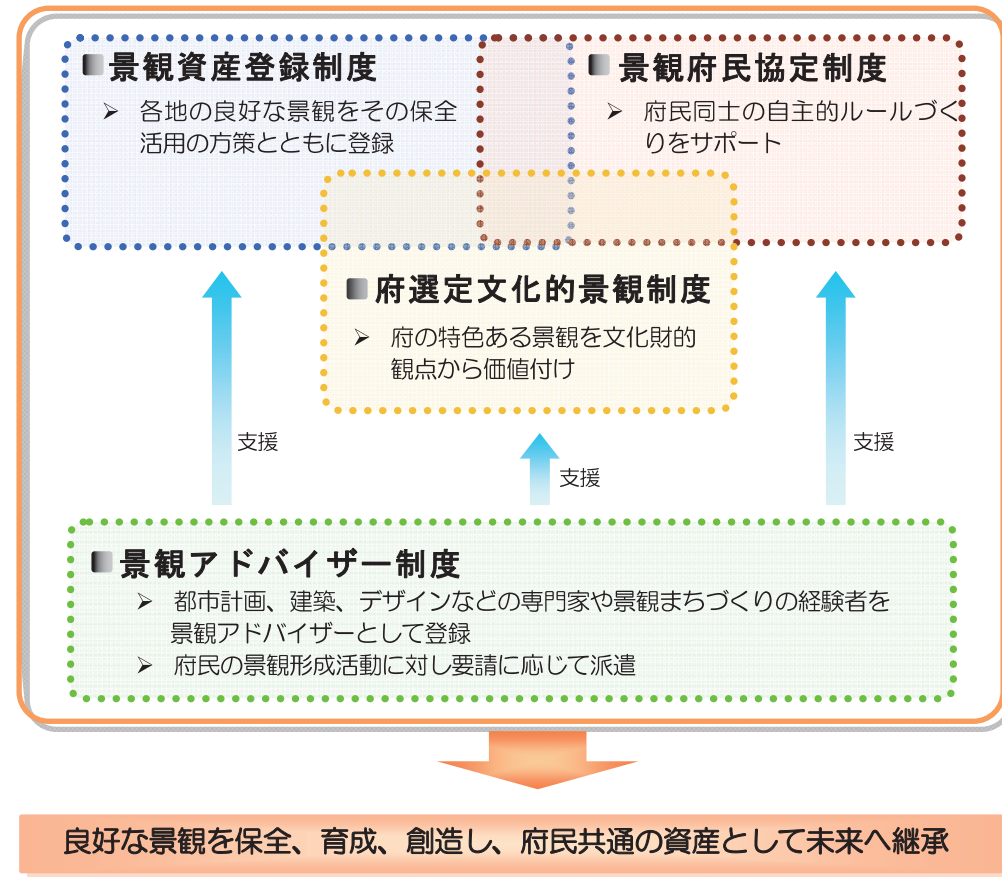 ■景観資産登録制度
➢ 各地の良好な景観をその保全
活用の方策とともに登録
■景観府民協定制度
➢ 府民同士の自主的ルールづく
りをサポート
■府選定文化的景観制度
➢ 府の特色ある景観を文化財的
観点から価値付け
支援
支援
支援
■景観アドバイザー制度
➢ 都市計画、建築、デザインなどの専門家や景観まちづくりの経験者を
景観アドバイザーとして登録
➢ 府民の景観形成活動に対し要請に応じて派遣
良好な景観を保全、育成、創造し、府民共通の資産として未来へ継承